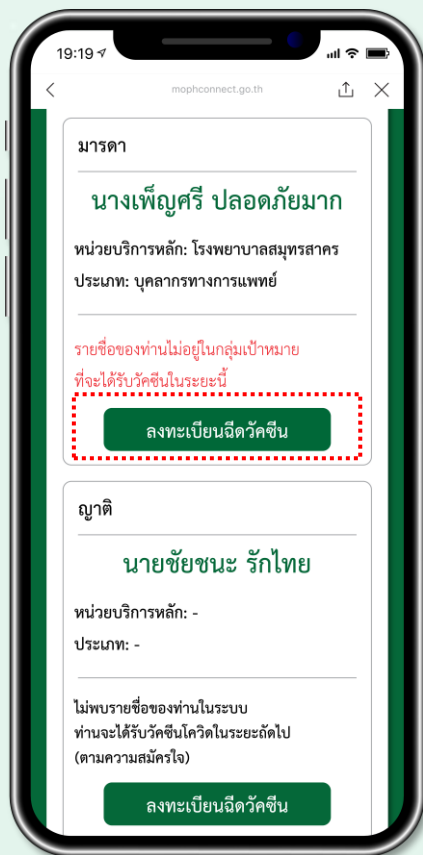 19:19
mophconnect.go.th
มารดา
นางเพ็ญศรี ปลอดภัยมาก
หน่วยบริการหลัก: โรงพยาบาลสมุทรสาคร
ประเภท: บุคลากรทางการแพทย์
รายชื่อของท่านไม่อยู่ในกลุ่มเป้าหมาย
ที่จะได้รับวัคซีนในระยะนี้
ลงทะเบียนฉีดวัคซีน
ญาติ
นายชัยชนะ รักไทย
หน่วยบริการหลัก: -
ประเภท: -
ไม่พบรายชื่อของท่านในระบบ
ท่านจะได้รับวัคซีนโควิดในระยะถัดไป
(ตามความสมัครใจ)
ลงทะเบียนฉีดวัคซีน